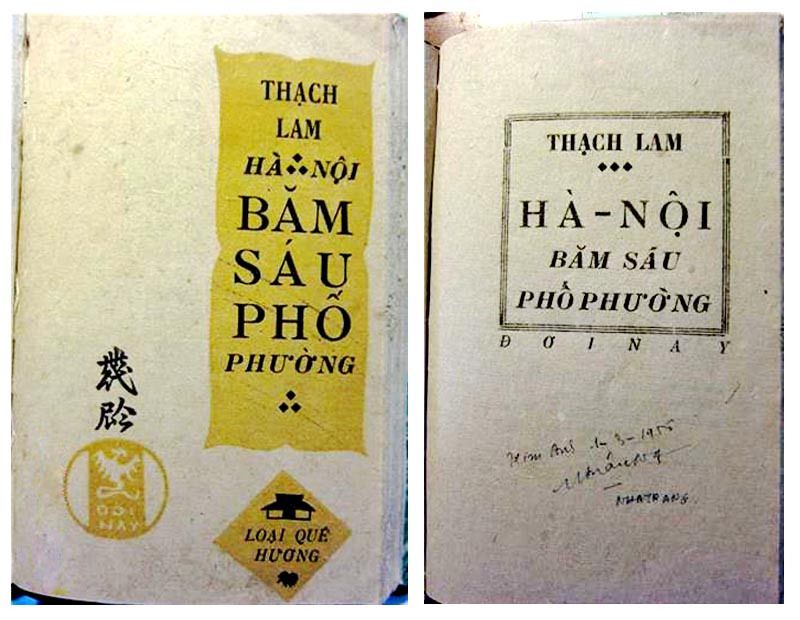 THẠCH
LAM
HÀ NỘI
BĂM
SÁU
PHỐ
PHƯỜNG
ĐỜI
NAY
LOẠI QUÊ
HƯƠNG
THẠCH LAM
HÀ-NỘI
BĂM SÁU
PHỐ PHƯỜNG
ĐỜI NAY
NHATRANG